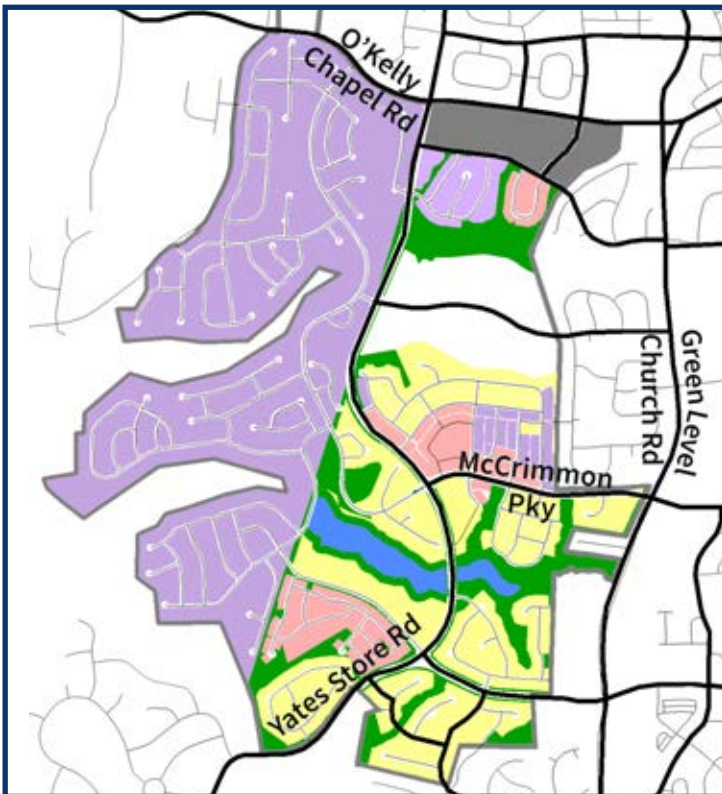 O'Kelly
Chapel Rd
Green Level
Church Rd
McCrimmon
Pky
Yates Store Rd